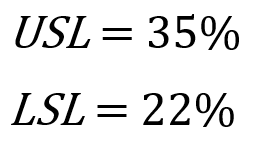 USL = 35%
LSL = 22%